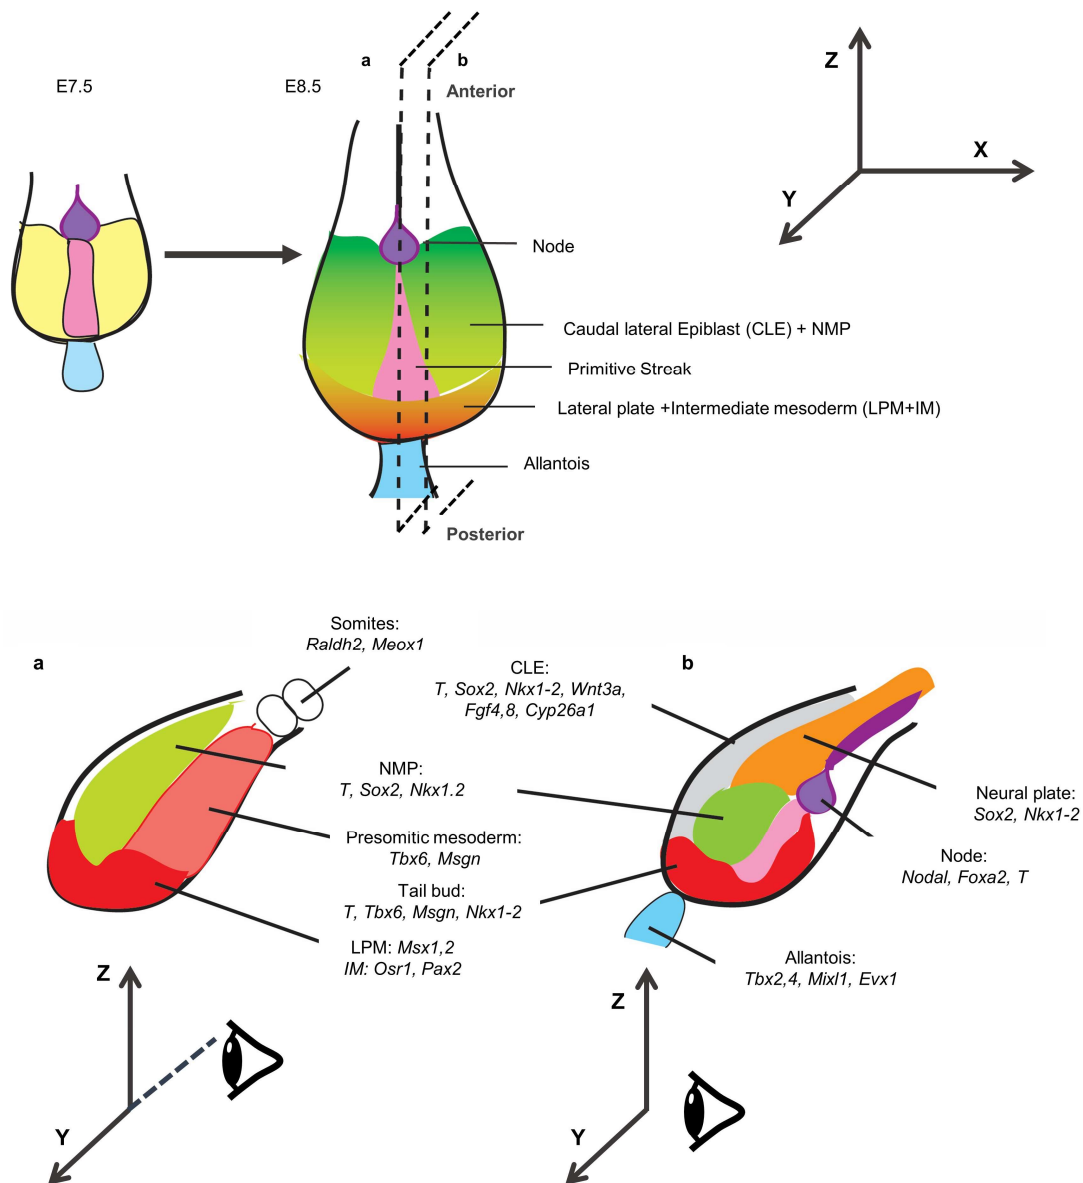 a
b
Anterior
E7.5
E8.5
Z
X
Y
Node
Caudal lateral Epiblast (CLE) + NMP
Primitive Streak
Lateral plate +Intermediate mesoderm (LPM+IM)
Allantois
Posterior
a
Somites:
Raldh2, Meox1
b
CLE:
T, Sox2, Nkx1-2, Wnt3a,
Fgf4,8, Cyp26a1
NMP:
T, Sox2, Nkx1.2
Neural plate:
Sox2, Nkx1-2
Presomitic mesoderm:
Tbx6, Msgn
Node:
Nodal, Foxa2, T
Tail bud:
T, Tbx6, Msgn, Nkx1-2
LPM: Msx1,2
IM: Osr1, Pax2
Allantois:
Tbx2,4, Mixl1, Evx1
Z
Y
Z
Y